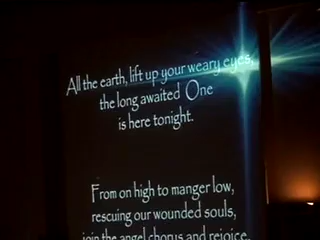 All the earth, lift up your weary eyes,
the long awaited One
is here tonight.
From on high to manger low,
rescuing our wounded souls,
join the angel chorus and rejoice.